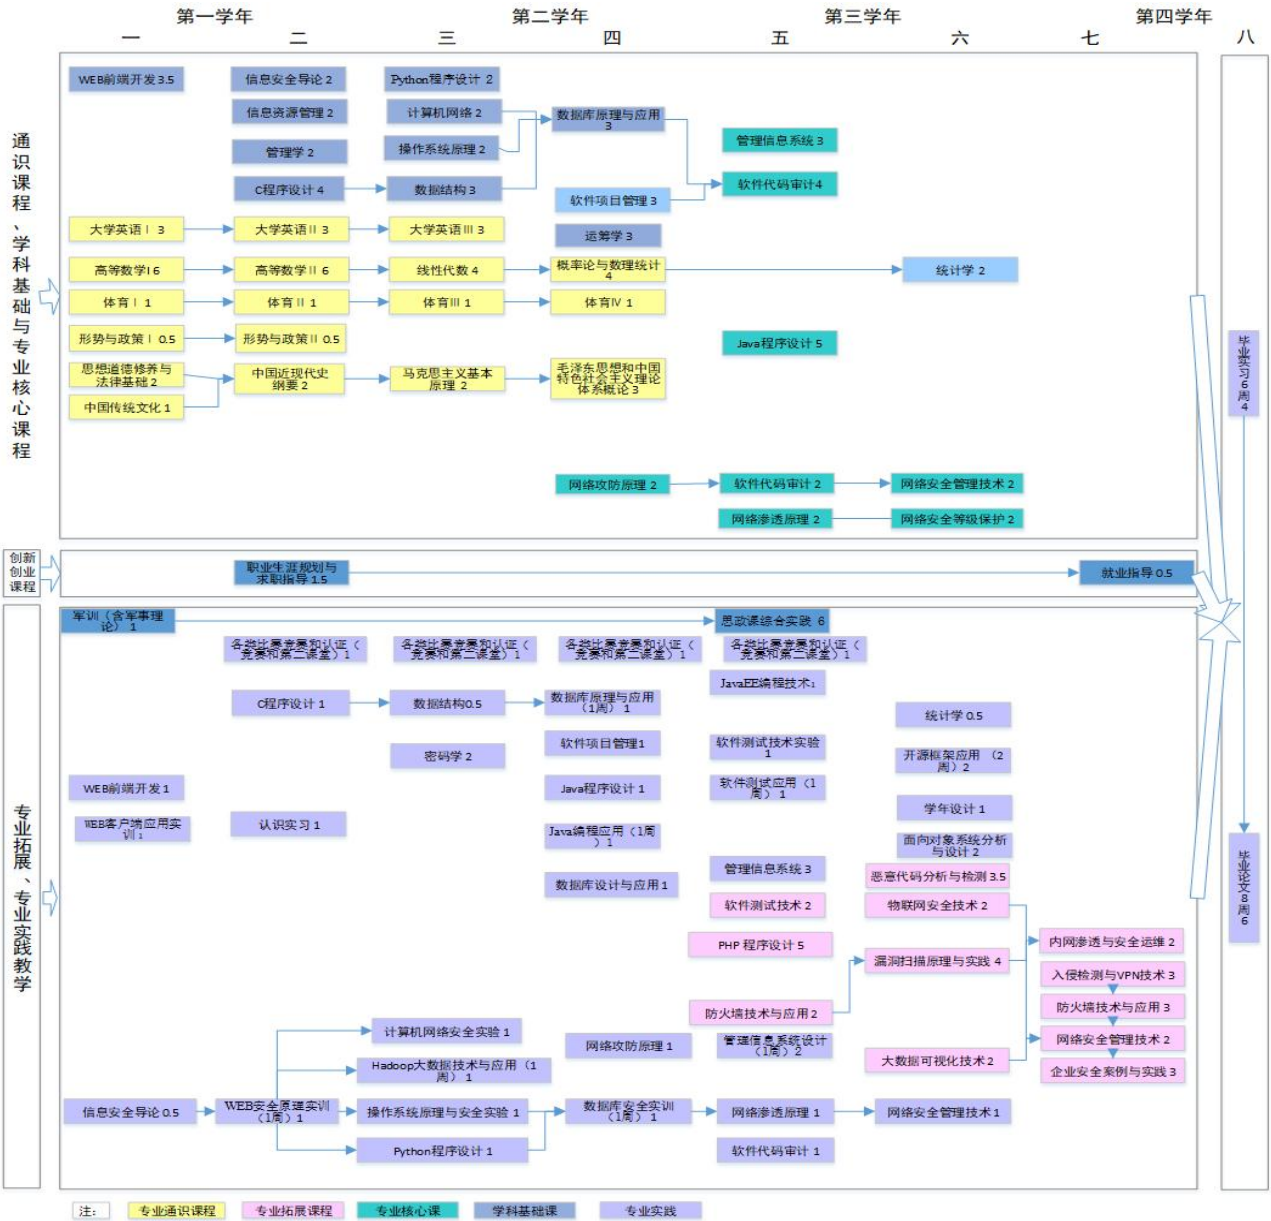 第一学年
第二学年
第三学年
第四学年
一
二
三
四
五
六
七
八
通识课程、学科基础与专业核心课程
WEB前端开发3.5
信息安全导论 2
Python程序设计 2
信息资源管理 2
计算机网络 2
数据库原理与应用
3
管理学 2
操作系统原理 2
管理信息系统 3
C程序设计 4
数据结构 3
软件项目管理 3
软件代码审计4
大学英语Ⅰ 3
大学英语Ⅱ 3
大学英语Ⅲ 3
运筹学 3
高等数学Ⅰ6
高等数学Ⅱ 6
线性代数 4
概率论与数理统计
4
统计学 2
体育Ⅰ 1
体育Ⅱ 1
体育Ⅲ 1
体育Ⅳ 1
形势与政策Ⅰ 0.5
形势与政策Ⅱ 0.5
Java程序设计 5
思想道德修养与
法律基础 2
中国近现代史
纲要 2
马克思主义基本
原理 2
毛泽东思想和中国
特色社会主义理论
体系概论 3
中国传统文化 1
网络攻防原理 2
软件代码审计 2
网络安全管理技术 2
网络渗透原理 2
网络安全等级保护 2
毕业实习6周4
创新
创业
课程
职业生涯规划与
求职指导 1.5
就业指导 0.5
专业拓展、专业实践教学
军训（含军事理
论）1
思政课综合实践 6
各类比赛竞赛和认证（
竞赛和第二课堂）1
各类比赛竞赛和认证（
竞赛和第二课堂）1
各类比赛竞赛和认证（
竞赛和第二课堂）1
各类比赛竞赛和认证（
竞赛和第二课堂）1
JavaEE编程技术1
C程序设计 1
数据结构0.5
数据库原理与应用
（1周）1
统计学 0.5
密码学 2
软件项目管理1
软件测试技术实验
1
开源框架应用 （2
周）2
WEB前端开发1
Java程序设计 1
软件测试应用（1
周）1
学年设计 1
WEB客户端应用实
训1
认识实习 1
Java编程应用（1周
）1
面向对象系统分析
与设计 2
管理信息系统 3
恶意代码分析与检测 3.5
数据库设计与应用 1
软件测试技术 2
物联网安全技术 2
PHP 程序设计 5
漏洞扫描原理与实践 4
内网渗透与安全运维 2
入侵检测与VPN技术 3
防火墙技术与应用 2
防火墙技术与应用 3
计算机网络安全实验 1
网络攻防原理 1
管理信息系统设计
（1周）2
网络安全管理技术 2
Hadoop大数据技术与应用（1
周）1
大数据可视化技术2
企业安全案例与实践 3
信息安全导论 0.5
WEB安全原理实训
（1周）1
操作系统原理与安全实验 1
数据库安全实训
（1周）1
网络渗透原理 1
网络安全管理技术1
Python程序设计 1
软件代码审计 1
毕业论文8周6
注：
专业通识课程
专业拓展课程
专业核心课
学科基础课
专业实践